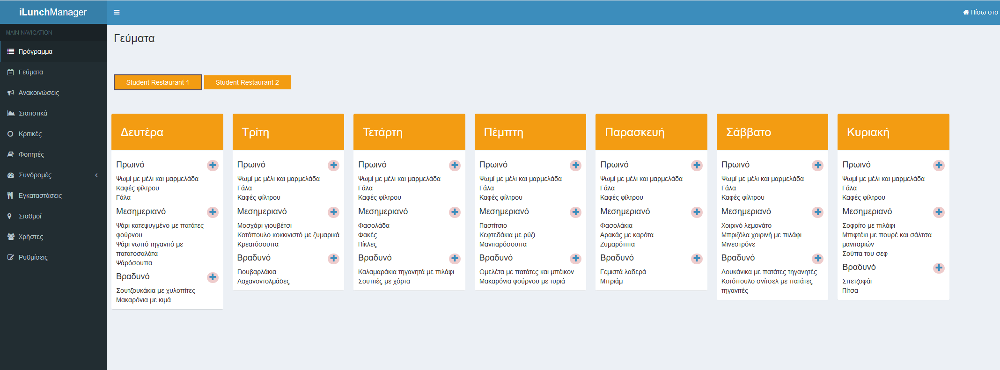 iLunchManager
Πίσω στο
MAIN NAVIGATION
Πρόγραμμα
Γεύματα
Ανακοινώσεις
Στατιστικά
Κριτικές
Φοιτητές
Συνδρομές
Εγκαταστάσεις
Σταθμοί
Χρήστες
Ρυθμίσεις
Γεύματα
Student Restaurant 1
Student Restaurant 2
Δευτέρα
Πρωινό
Ψωμί με μέλι και μαρμελάδα
Καφές φίλτρου
Γάλα
Μεσημεριανό
Ψάρι κατεψυγμένο με πατάτες
φούρνου
Ψάρι νωπό τηγανιτό με
πατατοσαλάτα
Ψάρόσουπα
Βραδυνό
Σουτζουκάκια με χυλοπίτες
Μακαρόνια με κιμά
Τρίτη
Πρωινό
Ψωμί με μέλι και μαρμελάδα
Γάλα
Καφές φίλτρου
Μεσημεριανό
Μοσχάρι γιουβέτσι
Κοτόπουλο κοκκινιστό με ζυμαρικά
Κρεατόσουπα
Βραδυνό
Γιουβαρλάκια
Λαχανοντολμάδες
Τετάρτη
Πρωινό
Ψωμί με μέλι και μαρμελάδα
Γάλα
Καφές φίλτρου
Μεσημεριανό
Φασολάδα
Φακές
Πίκλες
Βραδυνό
Καλαμαράκια τηγανητά με πιλάφι
Σουπιές με χόρτα
Πέμπτη
Πρωινό
Ψωμί με μέλι και μαρμελάδα
Γάλα
Καφές φίλτρου
Μεσημεριανό
Παστίτσιο
Κεφτεδάκια με ρύζι
Μανιταρόσουπα
Βραδυνό
Ομελέτα με πατάτες και μπέικον
Μακαρόνια φούρνου με τυριά
Παρασκευή
Πρωινό
Ψωμί με μέλι και μαρμελάδα
Γάλα
Καφές φίλτρου
Μεσημεριανό
Φασολάκια
Αρακάς με καρότα
Ζυμαρόπιτα
Βραδυνό
Γεμιστά λαδερά
Μπριάμ
Σάββατο
Πρωινό
Ψωμί με μέλι και μαρμελάδα
Γάλα
Καφές φίλτρου
Μεσημεριανό
Χοιρινό λεμονάτο
Μπριζόλα χοιρινή με πιλάφι
Μινεστρόνε
Βραδυνό
Λουκάνικα με πατάτες τηγανητές
Κοτόπουλο σνίτσελ με πατάτες
τηγανιτές
Κυριακή
Πρωινό
Ψωμί με μέλι και μαρμελάδα
Γάλα
Καφές φίλτρου
Μεσημεριανό
Σοφρίτο με πιλάφι
Μπιφτέκι με πουρέ και σάλτσα
μανιταριών
Σούπα του σεφ
Βραδυνό
Σπετζοφάι
Πίτσα